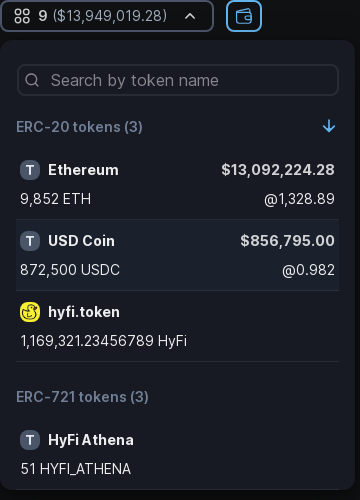 9 ($13,949,019.28)
Search by token name
ERC-20 tokens (3)
T Ethereum $13,092,224.28
9,852 ETH @1,328.89
T USD Coin $856,795.00
872,500 USDC @0.982
hyfi.token
1,169,321.23456789 HyFi
ERC-721 tokens (3)
T HyFi Athena
51 HYFI_ATHENA